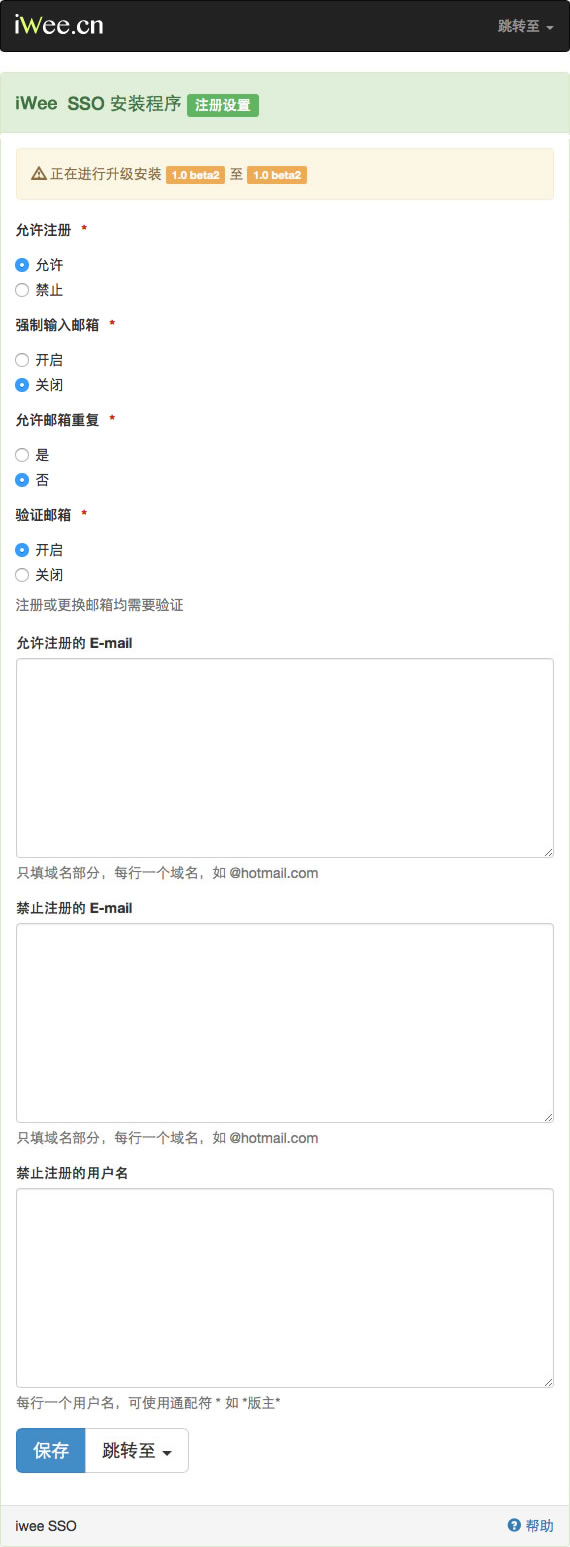 iWee.cn 跳转至
iWee SSO 安装程序 注册设置
正在进行升级安装 1.0 beta2 至 1.0 beta2
允许注册 *
允许
禁止
强制输入邮箱 *
开启
关闭
允许邮箱重复 *
是
否
验证邮箱 *
开启
关闭
注册或更换邮箱均需要验证
允许注册的 E-mail
只填域名部分，每行一个域名，如 @hotmail.com
禁止注册的 E-mail
只填域名部分，每行一个域名，如 @hotmail.com
禁止注册的用户名
每行一个用户名，可使用通配符 * 如 *版主*
保存 跳转至
iwee SSO 帮助